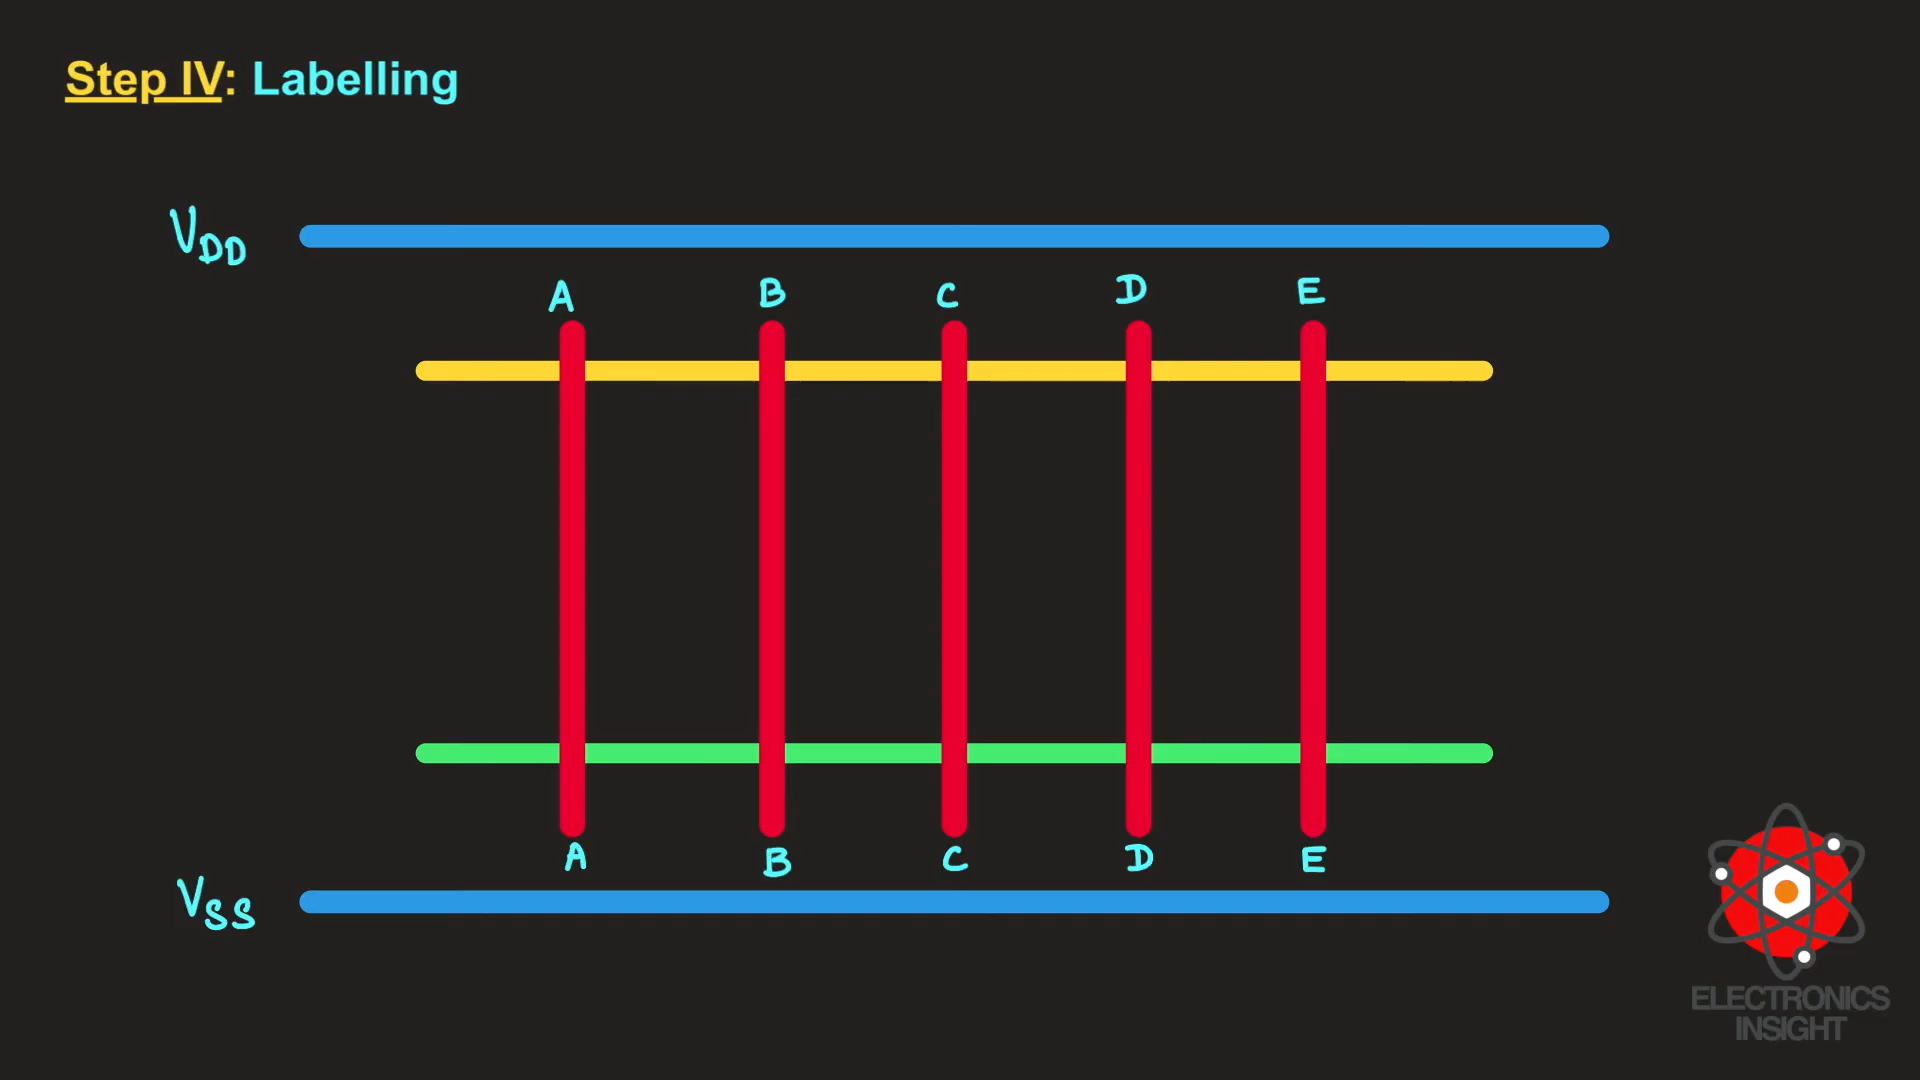 Step IV: Labelling
VDD
A B C D E
A B C D E
VSS
ELECTRONICS
INSIGHT